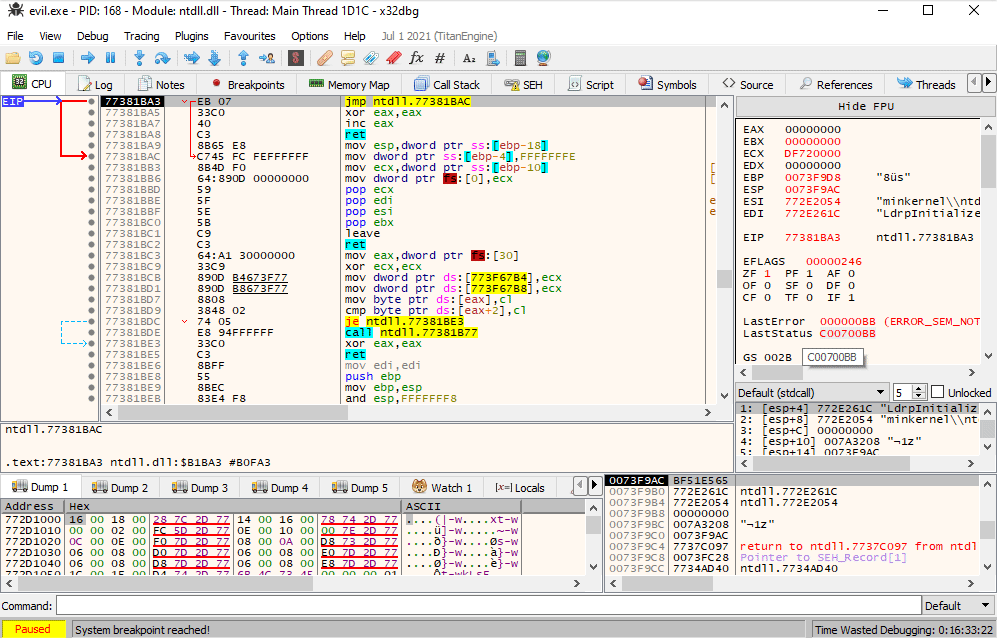 evil.exe - PID: 168 - Module: ntdll.dll - Thread: Main Thread 1D1C - x32dbg
File View Debug Tracing Plugins Favourites Options Help Jul 1 2021 (TitanEngine)
CPU Log Notes Breakpoints Memory Map Call Stack SEH Script Symbols Source References Threads
EIP
77381BA3 EB 07 jmp ntdll.77381BAC
77381BA5 33C0 xor eax,eax
77381BA7 40 inc eax
77381BA8 C3 ret
77381BA9 8B65 E8 mov esp,dword ptr ss:[ebp-18]
77381BAC C745 FC FEFFFFFF mov dword ptr ss:[ebp-4],FFFFFFFE
77381BB3 8B4D F0 mov ecx,dword ptr ss:[ebp-10]
77381BB6 64:890D 00000000 mov dword ptr fs:[0],ecx
77381BBD 59 pop ecx
77381BBE 5F pop edi
77381BBF 5E pop esi
77381BC0 5B pop ebx
77381BC1 C9 leave
77381BC2 C3 ret
77381BC3 64:A1 30000000 mov eax,dword ptr fs:[30]
77381BC9 33C9 xor ecx,ecx
77381BCB 890D B4673F77 mov dword ptr ds:[773F67B4],ecx
77381BD1 890D B8673F77 mov dword ptr ds:[773F67B8],ecx
77381BD7 8808 mov byte ptr ds:[eax],cl
77381BD9 3848 02 cmp byte ptr ds:[eax+2],cl
77381BDC 74 05 je ntdll.77381BE3
77381BDE E8 94FFFFFF call ntdll.77381B77
77381BE3 33C0 xor eax,eax
77381BE5 C3 ret
77381BE6 8BFF mov edi,edi
77381BE8 55 push ebp
77381BE9 8BEC mov ebp,esp
77381BEB 83E4 F8 and esp,FFFFFFF8
Hide FPU
EAX 00000000
EBX 00000000
ECX DF720000
EDX 00000000
EBP 0073F9D8 "8üs"
ESP 0073F9AC
ESI 772E2054 "minkernel\\ntd
EDI 772E261C "LdrpInitialize
EIP 77381BA3 ntdll.77381BA3
EFLAGS 00000246
ZF 1 PF 1 AF 0
OF 0 SF 0 DF 0
CF 0 TF 0 IF 1
LastError 000000BB (ERROR_SEM_NOT
LastStatus C00700BB
GS 002B
C00700BB
Default (stdcall) 5 Unlocked
1: [esp+4] 772E261C "LdrpInitializ
2: [esp+8] 772E2054 "minkernel\\nt
3: [esp+C] 00000000
4: [esp+10] 007A3208 "¬1z"
5: [esp+14] 0073F9AC
ntdll.77381BAC
.text:77381BA3 ntdll.dll:$B1BA3 #B0FA3
Dump 1 Dump 2 Dump 3 Dump 4 Dump 5 Watch 1 [x=] Locals
Address Hex ASCII
772D1000 16 00 18 00 28 7C 2D 77 14 00 16 00 78 74 2D 77 ....(|-w....xt-w
772D1010 00 00 02 00 FC 5D 2D 77 0E 00 10 00 00 7E 2D 77 ....ü]-w.....~-w
772D1020 0C 00 0E 00 F0 7D 2D 77 08 00 0A 00 D8 73 2D 77 ....ð}-w....Øs-w
772D1030 06 00 08 00 D0 7D 2D 77 06 00 08 00 E0 7D 2D 77 ....Ð}-w....à}-w
772D1040 06 00 08 00 D8 7D 2D 77 06 00 08 00 E8 7D 2D 77 ....Ø}-w....è}-w
0073F9AC BF51E565
0073F9B0 772E261C ntdll.772E261C
0073F9B4 772E2054 ntdll.772E2054
0073F9B8 00000000
0073F9BC 007A3208 "¬1z"
0073F9C0 0073F9AC
0073F9C4 7737C097 return to ntdll.7737C097 from ntdl
0073F9C8 0073FC28 Pointer to SEH_Record[1]
0073F9CC 7734AD40 ntdll.7734AD40
Command: Default
Paused System breakpoint reached! Time Wasted Debugging: 0:16:33:22